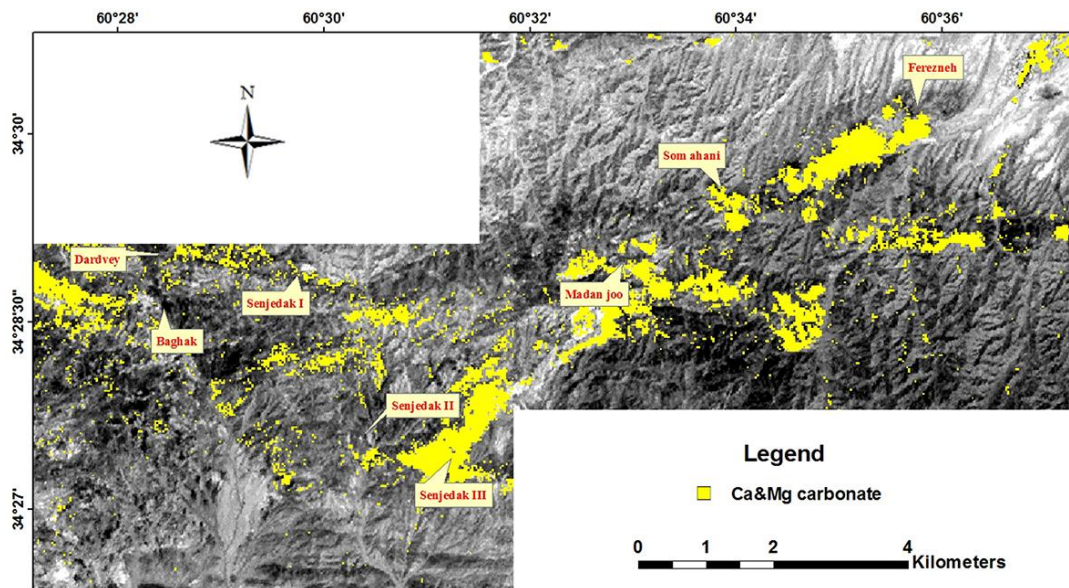 60°28' 60°30' 60°32' 60°34' 60°36'
34°30'
34°28'30
34°27'
N
Ferezneh
Som ahani
Dardvey
Senjedak I
Madan joo
Baghak
Senjedak II
Senjedak III
Legend
Ca&Mg carbonate
0 1 2 4
Kilometers